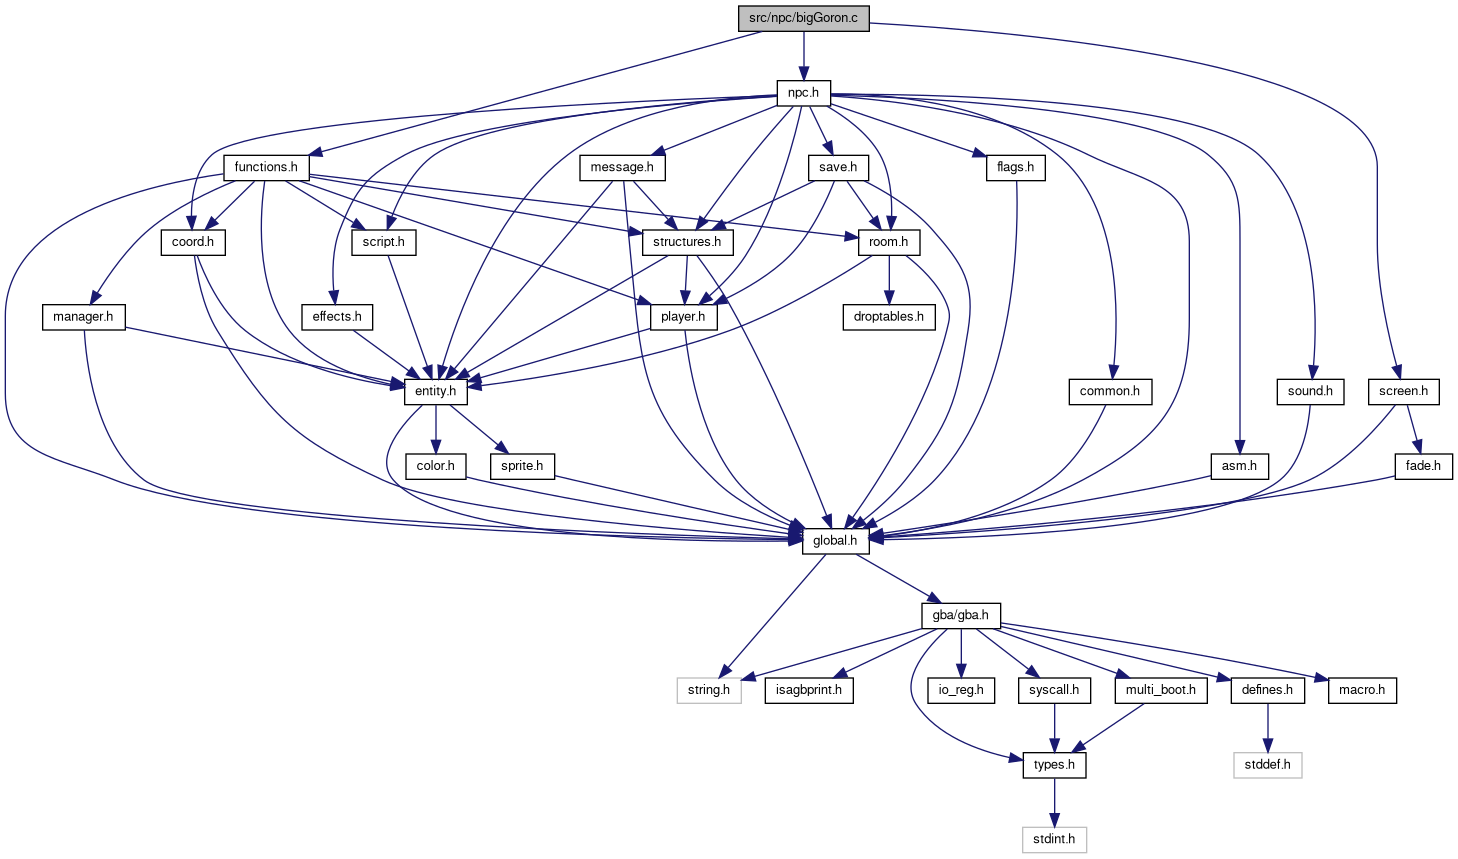 src/npc/bigGoron.c
npc.h
functions.h
message.h
save.h
flags.h
coord.h
script.h
structures.h
room.h
manager.h
effects.h
player.h
droptables.h
entity.h
common.h
sound.h
screen.h
color.h
sprite.h
asm.h
fade.h
global.h
gba/gba.h
string.h
isagbprint.h
io_reg.h
syscall.h
multi_boot.h
defines.h
macro.h
types.h
stddef.h
stdint.h